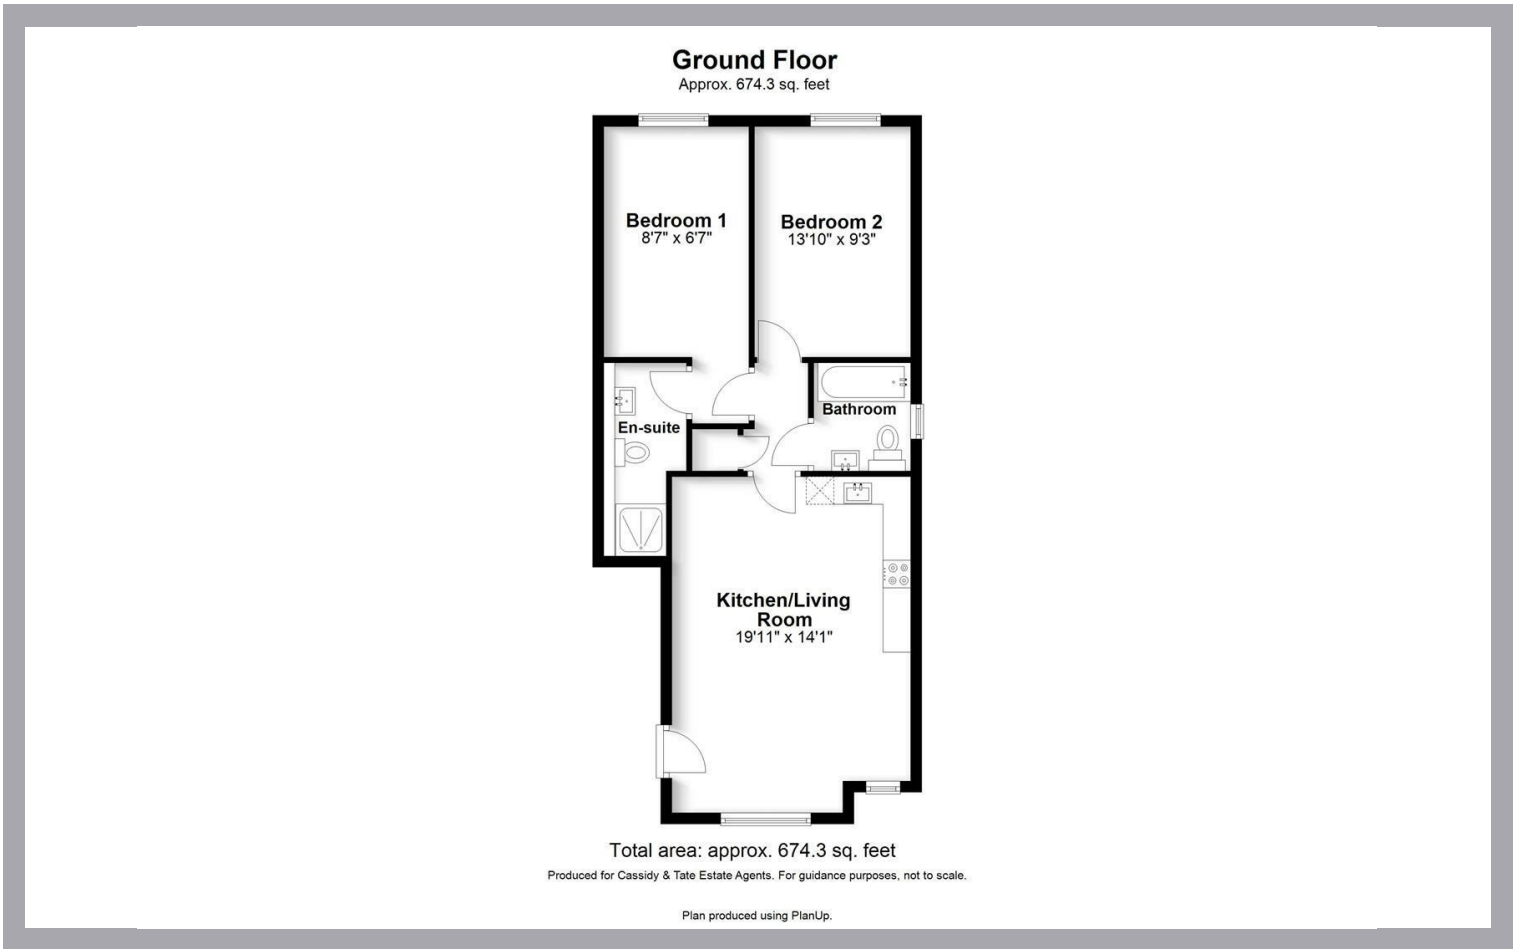 Ground Floor
Approx. 674.3 sq. feet
Bedroom 1
8'7" x 6'7"
Bedroom 2
13'10" x 9'3"
Bathroom
En-suite
Kitchen/Living
Room
19'11" x 14'1"
Total area: approx. 674.3 sq. feet
Produced for Cassidy & Tate Estate Agents. For guidance purposes, not to scale.
Plan produced using PlanUp.